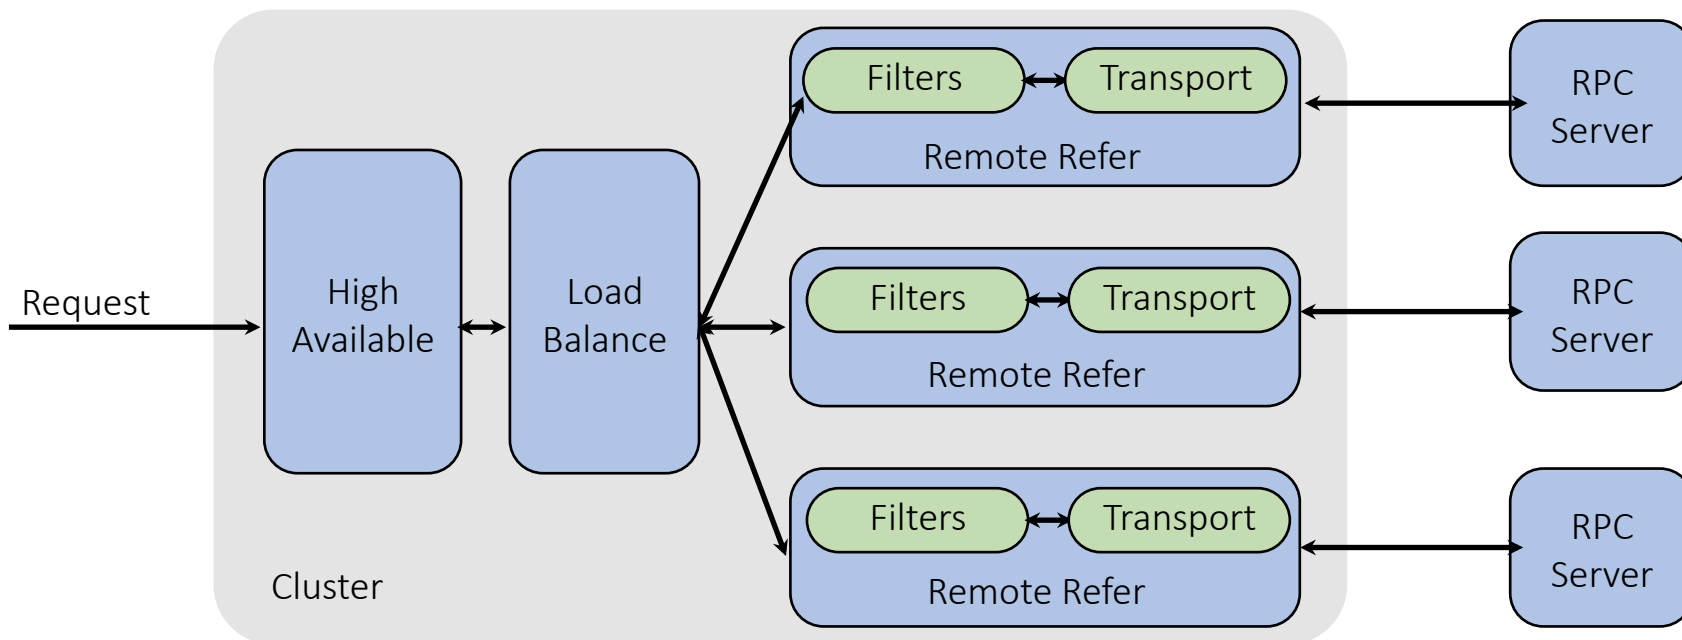 Request
High
Available
Load
Balance
Filters
Transport
Remote Refer
RPC
Server
Filters
Transport
Remote Refer
RPC
Server
Filters
Transport
Remote Refer
RPC
Server
Cluster